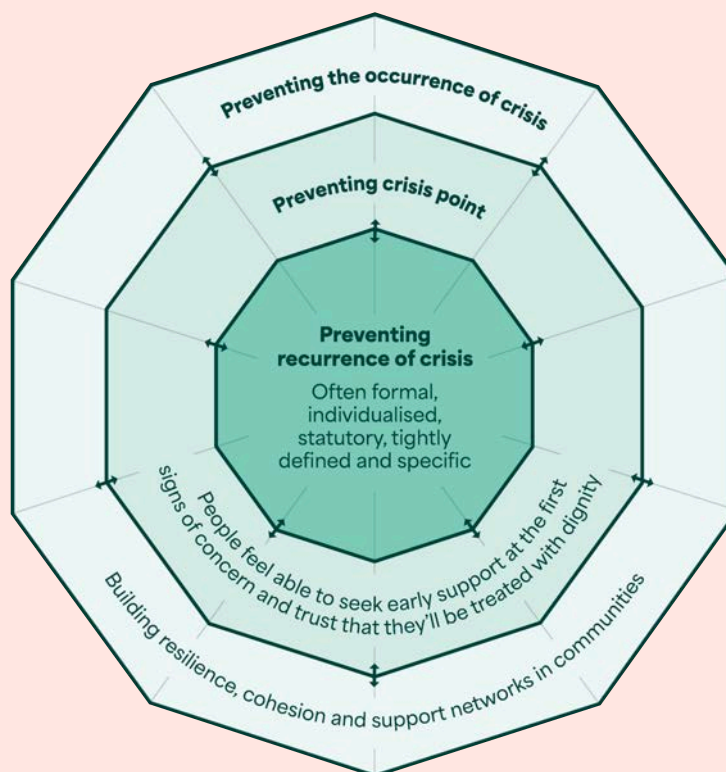 Preventing the occurrence of crisis
Preventing crisis point
Preventing
recurrence of crisis
Often formal,
individualised,
statutory, tightly
defined and specific
People feel able to seek early support at the first
signs of concern and trust that they'll be treated with dignity
Building resilience, cohesion and support networks in communities